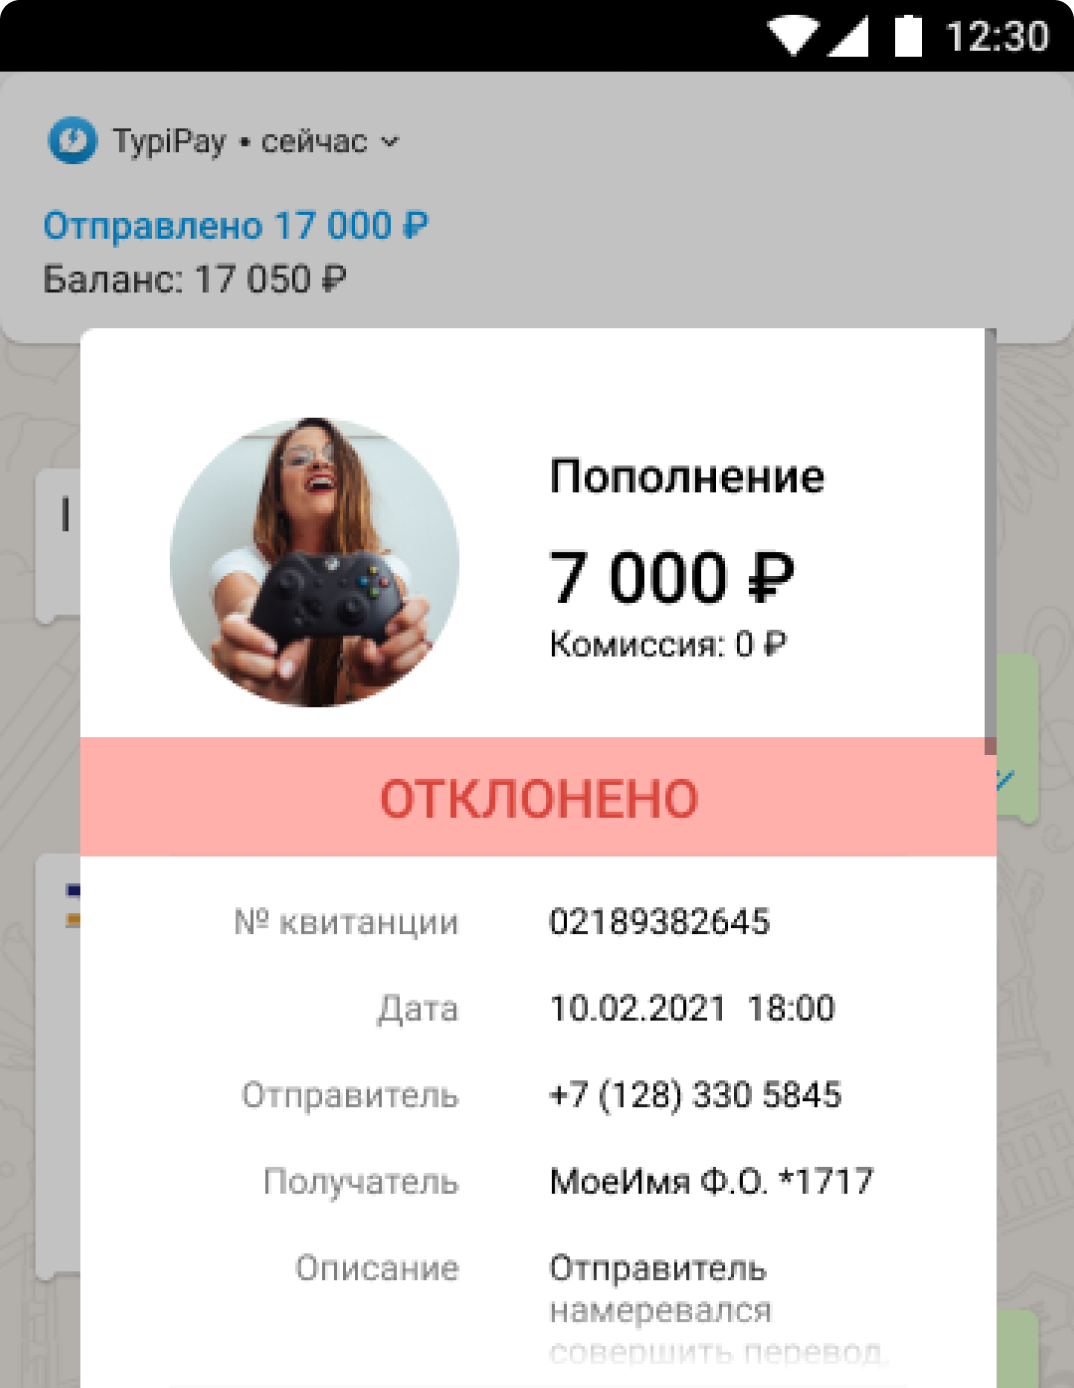 12:30
TypiPay • сейчас
Отправлено 17 000 ₽
Баланс: 17 050 ₽
Пополнение
7 000 ₽
Комиссия: 0 ₽
ОТКЛОНЕНО
№ квитанции 02189382645
Дата 10.02.2021 18:00
Отправитель +7 (128) 330 5845
Получатель МоеИмя Ф.О. *1717
Описание Отправитель
намеревался
совершить перевод,